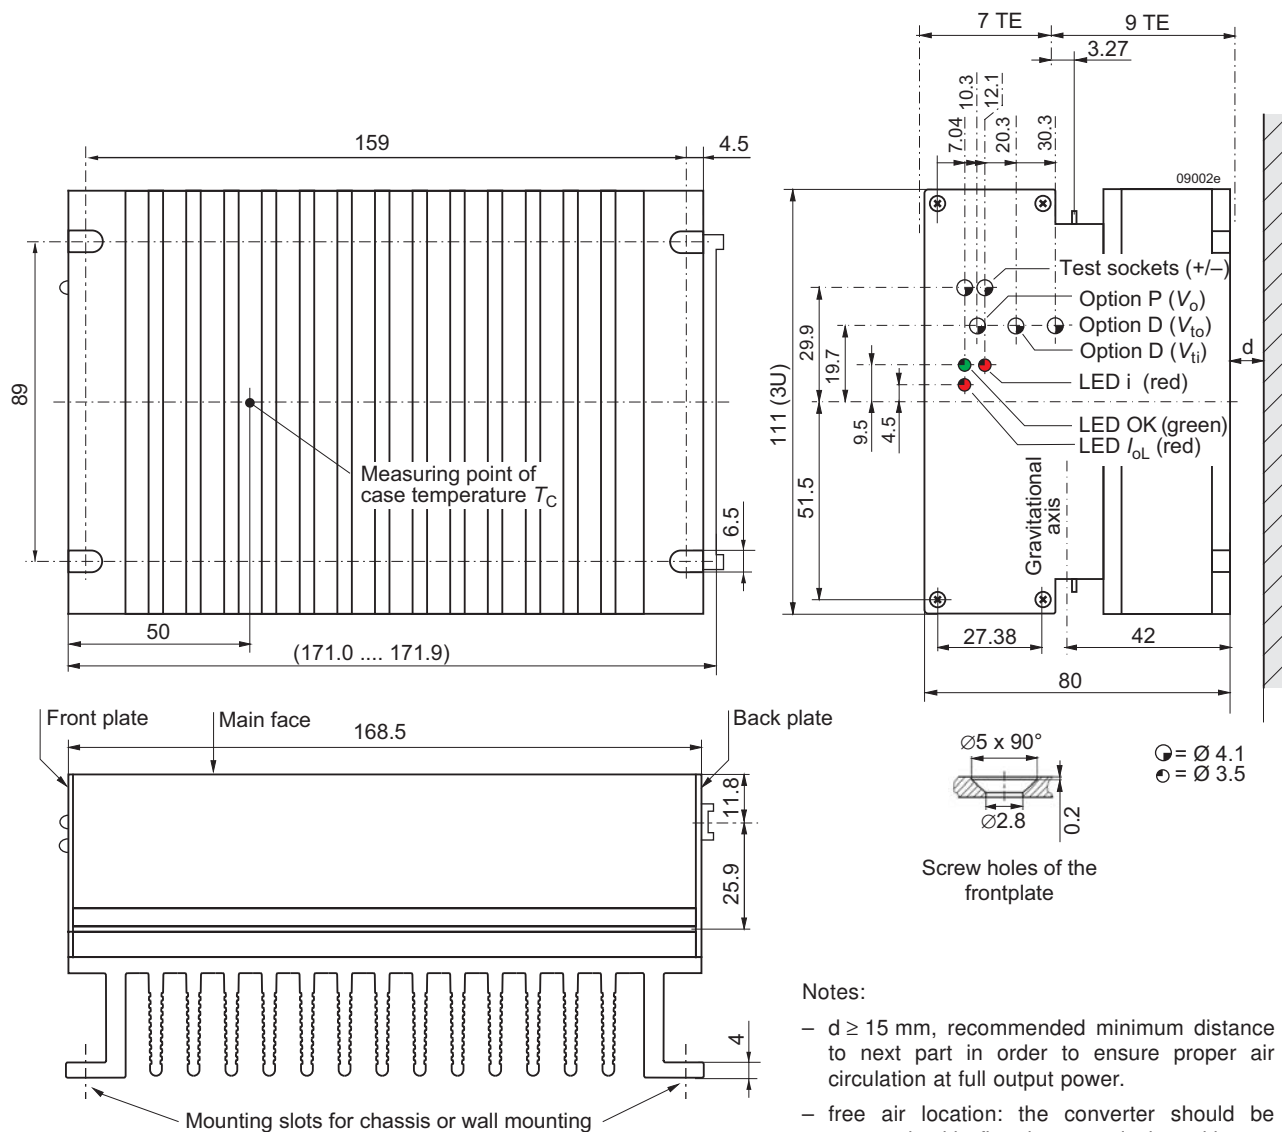 7 TE
9 TE
3.27
10.3
12.1
7.04
20.3
30.3
159
4.5
09002e
89
Test sockets (+/–)
Option P (Vo)
Option D (Vto)
Option D (Vti)
LED i (red)
LED OK (green)
LED IoL (red)
d
111 (3U)
29.9
19.7
9.5
4.5
51.5
Gravitational
axis
Measuring point of
case temperature TC
6.5
50
(171.0 .... 171.9)
27.38
42
80
Front plate
Main face
Back plate
168.5
11.8
25.9
4
Mounting slots for chassis or wall mounting
∅5 x 90°
∅2.8
0.2
Screw holes of the
frontplate
= Ø 4.1
= Ø 3.5
Notes:
– d ≥ 15 mm, recommended minimum distance
to next part in order to ensure proper air
circulation at full output power.
– free air location: the converter should be